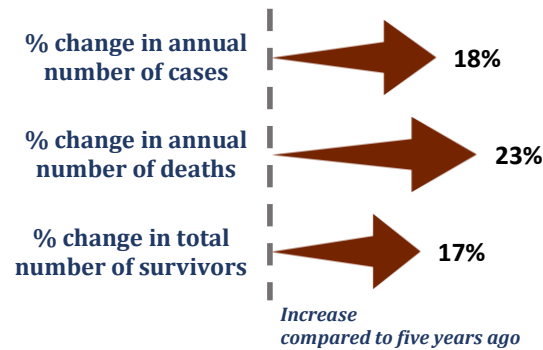 % change in annual
number of cases
18%
% change in annual
number of deaths
23%
% change in total
number of survivors
17%
Increase
compared to five years ago